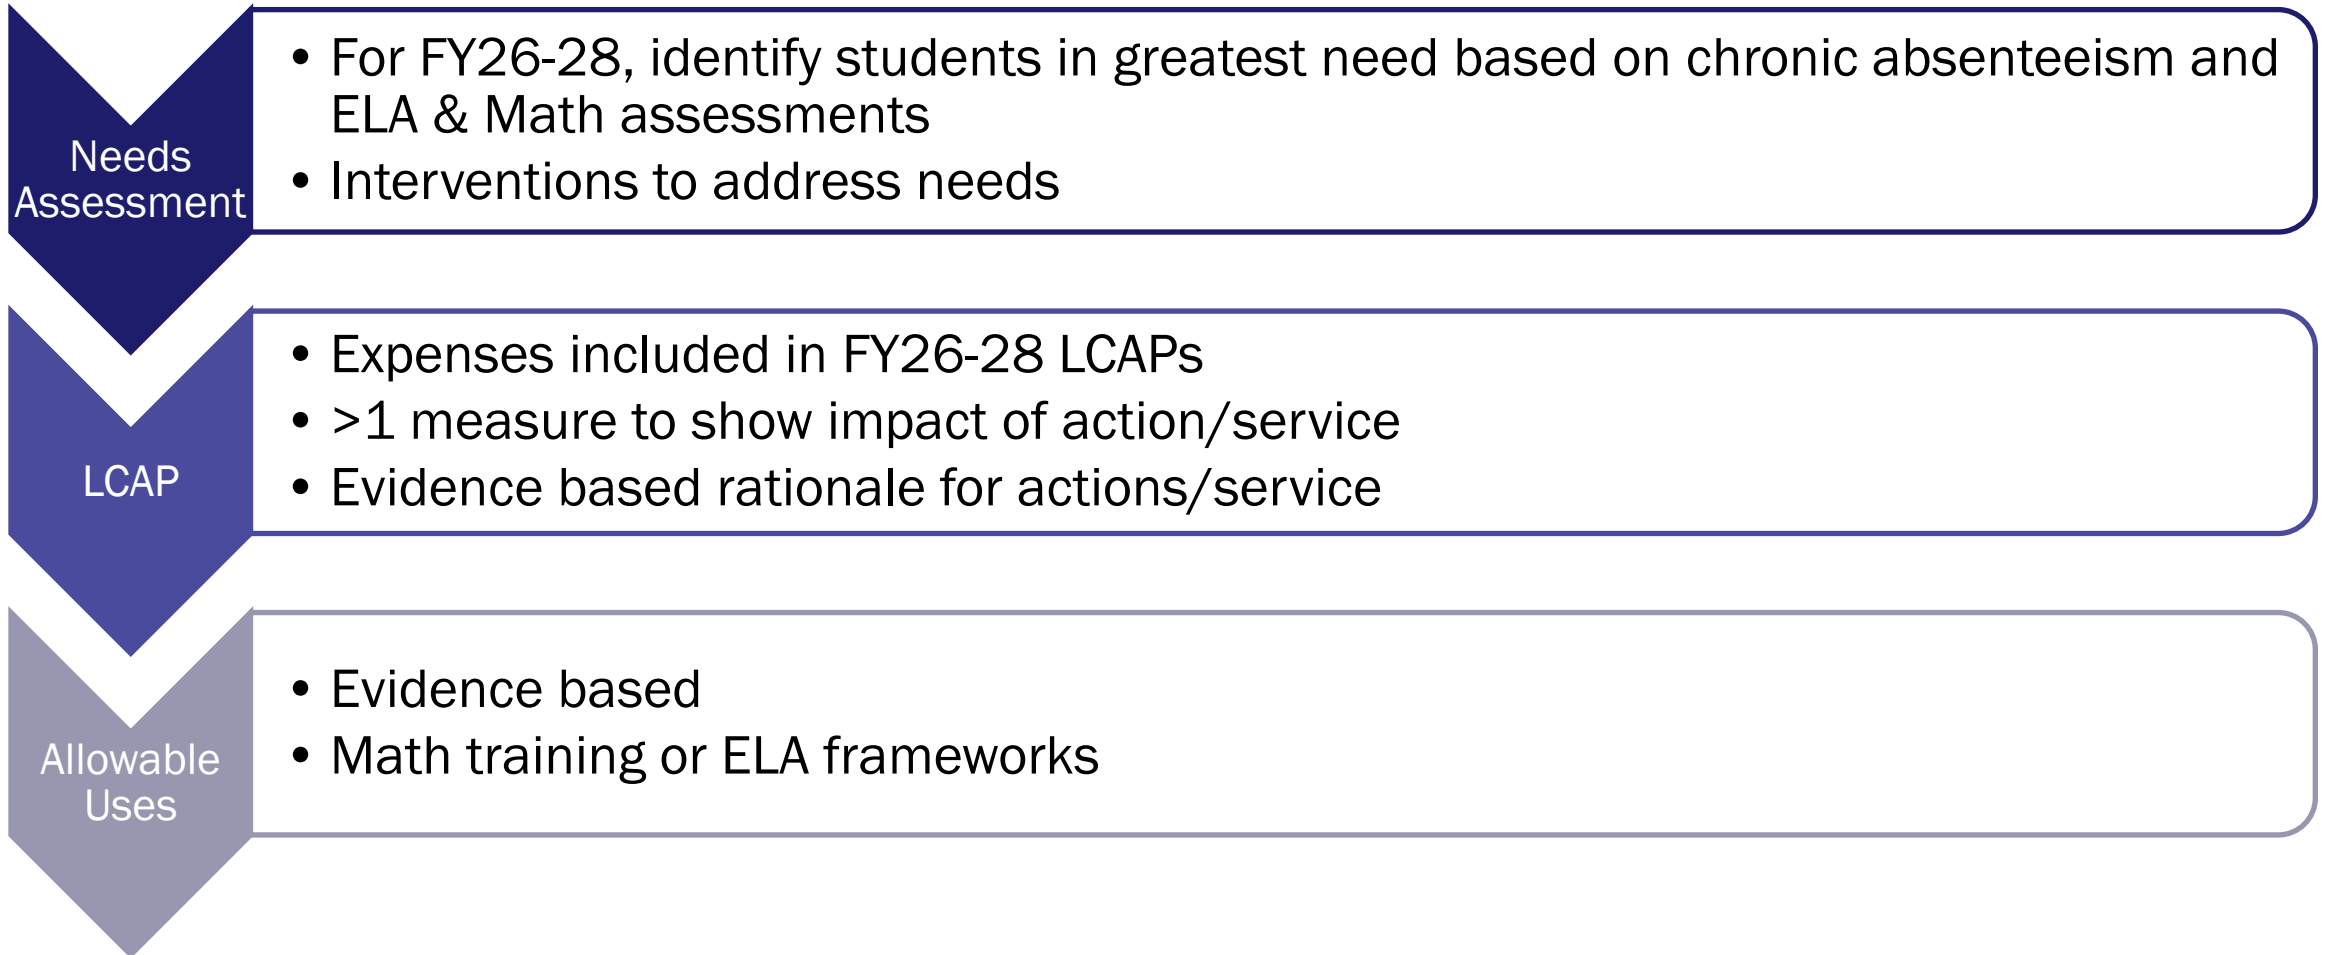 Needs
Assessment
• For FY26-28, identify students in greatest need based on chronic absenteeism and
ELA & Math assessments
• Interventions to address needs
LCAP
• Expenses included in FY26-28 LCAPs
• >1 measure to show impact of action/service
• Evidence based rationale for actions/service
Allowable
Uses
• Evidence based
• Math training or ELA frameworks